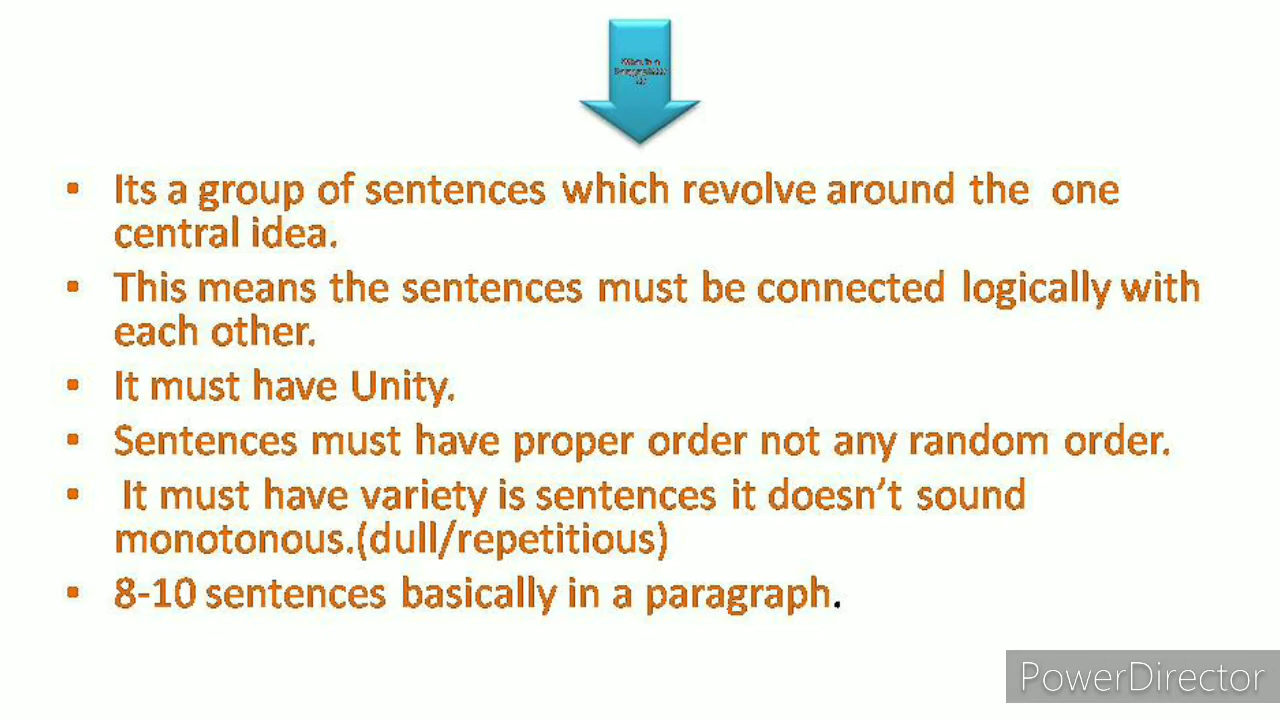 Its a group of sentences which revolve around the one
central idea.
This means the sentences must be connected logically with
each other.
It must have Unity.
Sentences must have proper order not any random order.
It must have variety is sentences it doesn't sound
monotonous.(dull/repetitious)
8-10 sentences basically in a paragraph.
PowerDirector